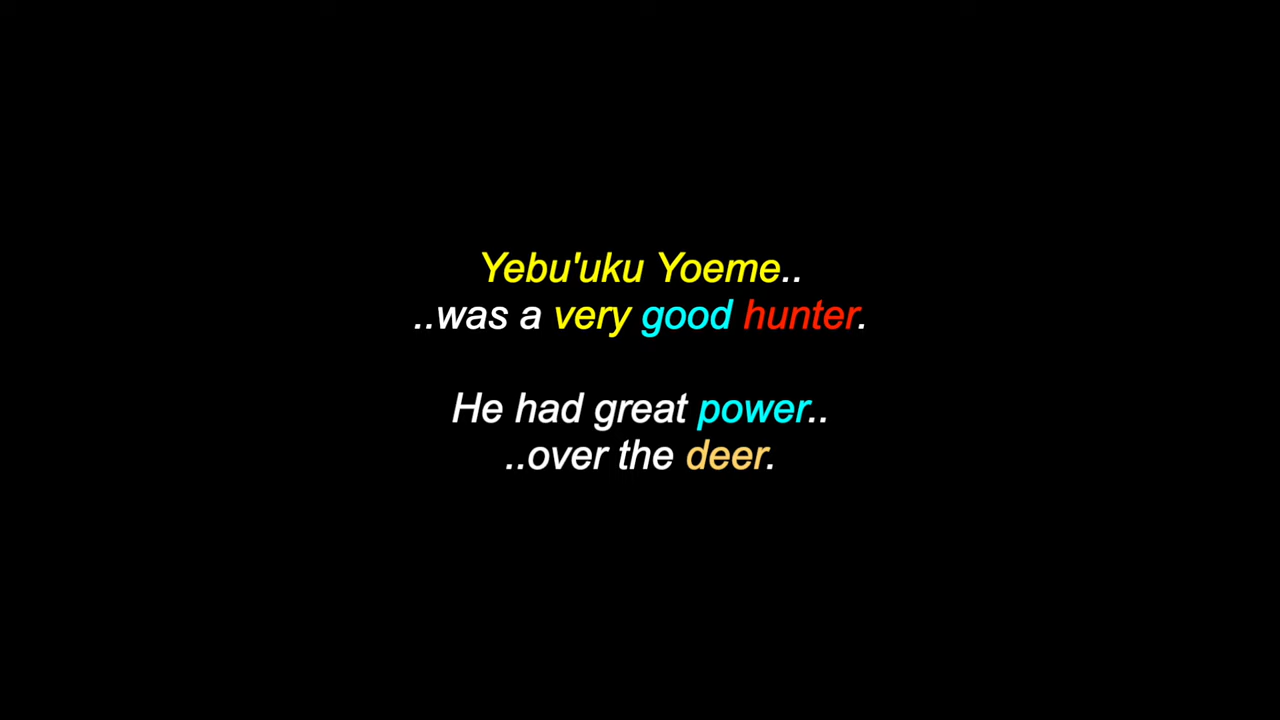 Yebu'uku Yoeme..
..was a very good hunter.
He had great power..
..over the deer.